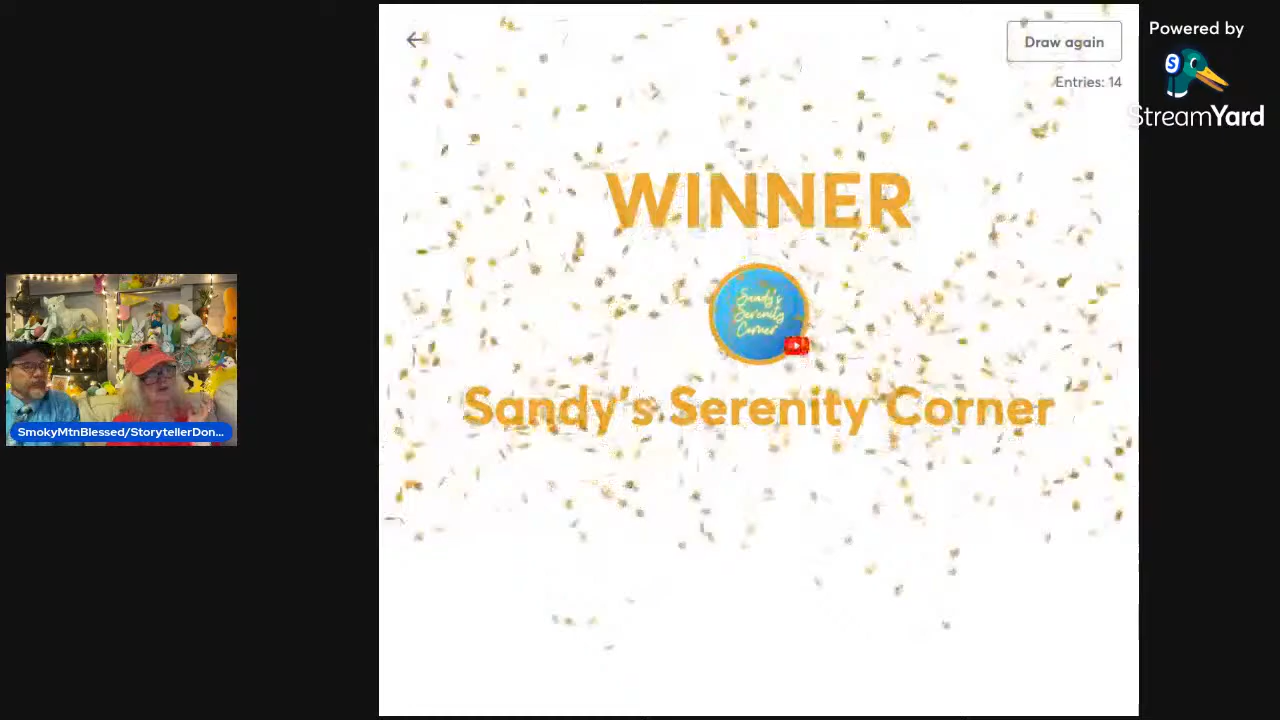 Draw again
Entries: 14
Powered by
S
StreamYard
WINNER
Sandy's
Serenity
Corner
Sandy's Serenity Corner
SmokyMtnBlessed/StorytellerDon...